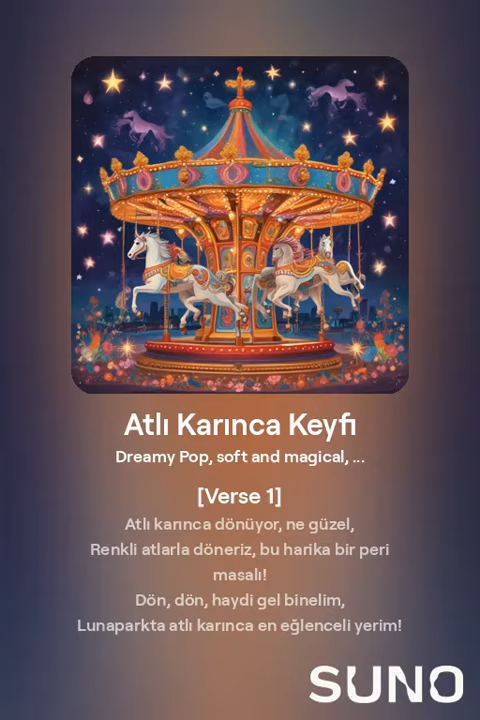 Atlı Karınca Keyfi
Dreamy Pop, soft and magical, ...
[Verse 1]
Atlı karınca dönüyor, ne güzel,
Renkli atlarla döneriz, bu harika bir peri
masalı!
Dön, dön, haydi gel binelim,
Lunaparkta atlı karınca en eğlenceli yerim!
SUNO